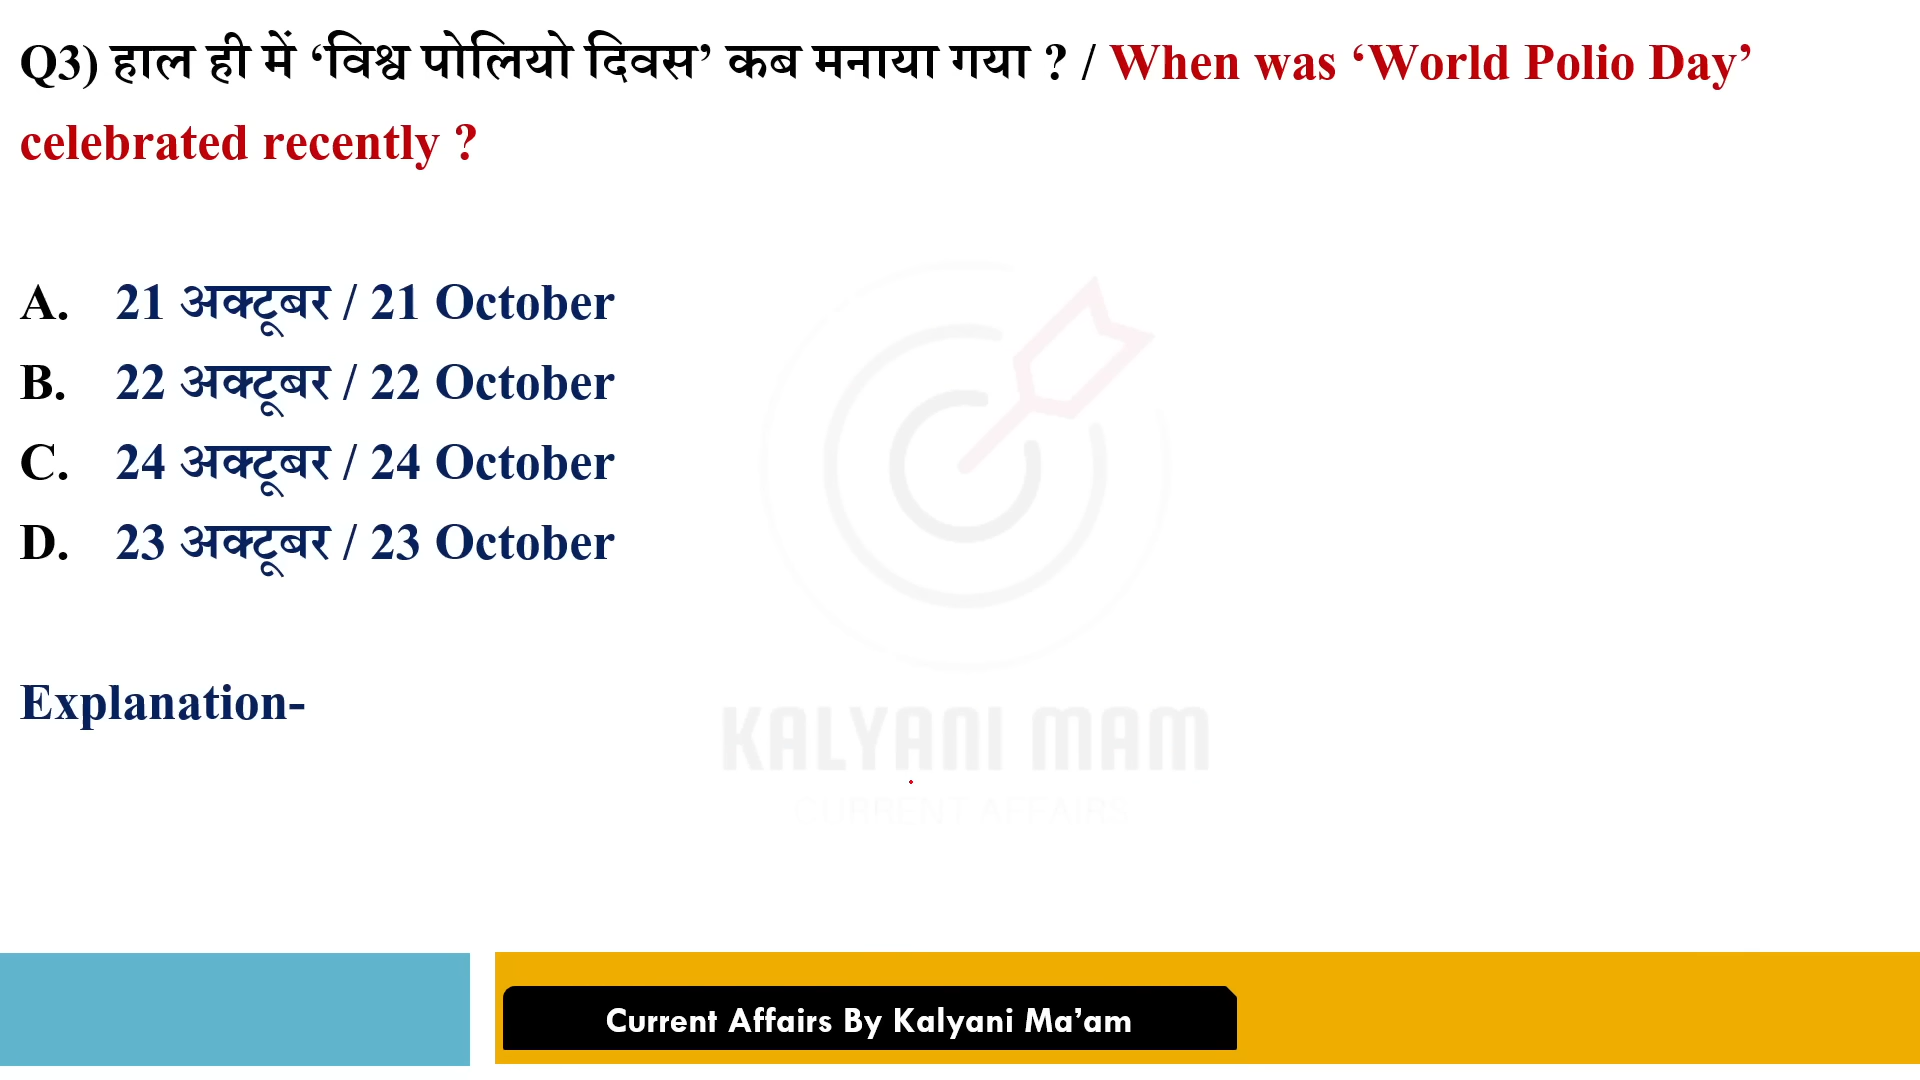 Q3) हाल ही में ‘विश्व पोलियो दिवस’ कब मनाया गया ? / When was ‘World Polio Day’
celebrated recently ?
A. 21 अक्टूबर / 21 October
B. 22 अक्टूबर / 22 October
C. 24 अक्टूबर / 24 October
D. 23 अक्टूबर / 23 October
Explanation-
KALYANI MAM
CURRENT AFFAIRS
Current Affairs By Kalyani Ma’am